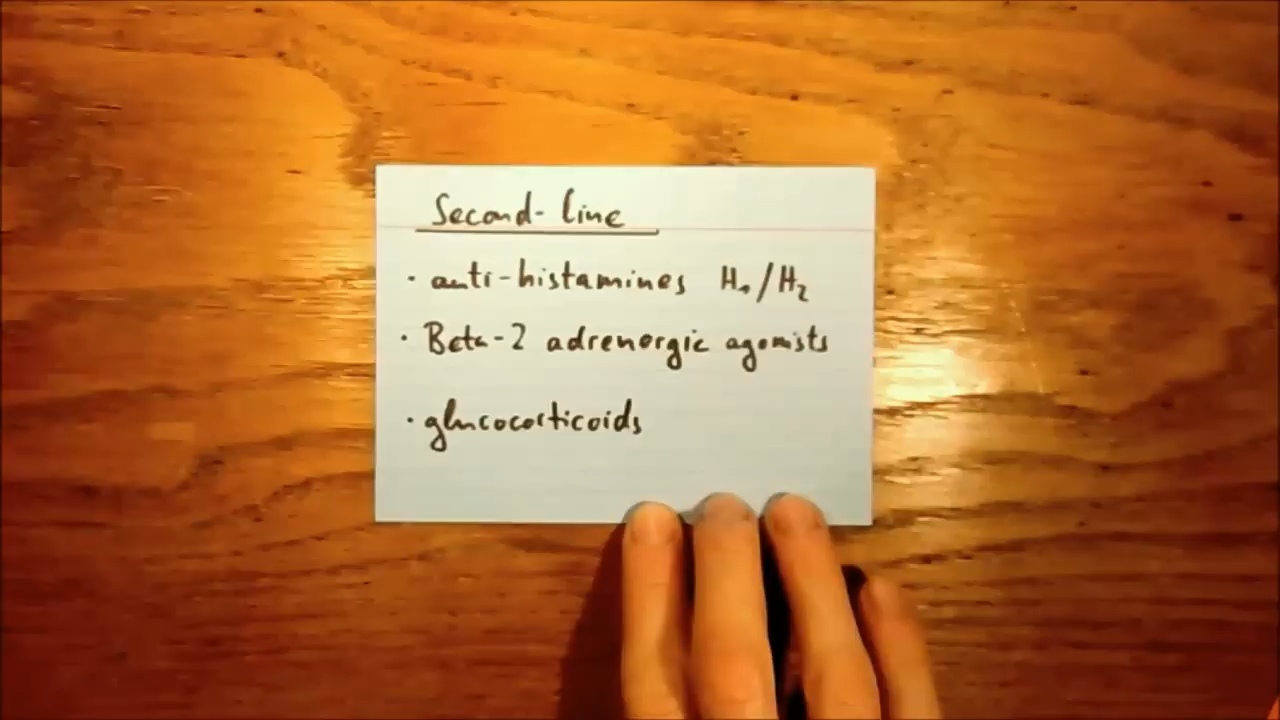 Second-line
· anti-histamines H₁/H₂
· Beta-2 adrenergic agonists
· glucocorticoids